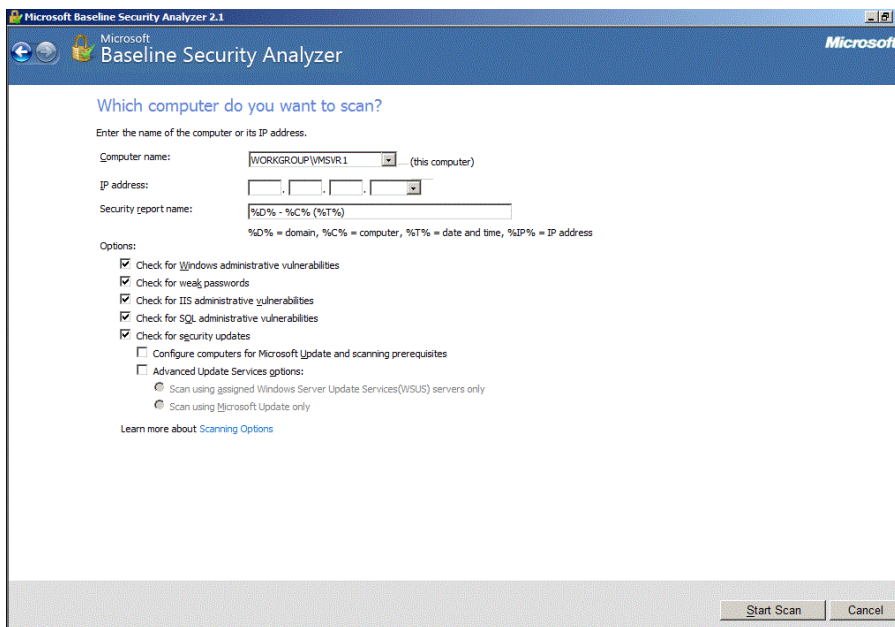 Microsoft Baseline Security Analyzer 2.1
Microsoft
Baseline Security Analyzer
Microsoft
Which computer do you want to scan?
Enter the name of the computer or its IP address.
Computer name: WORKGROUP\VMSVR1 (this computer)
IP address: . . .
Security report name: %D% - %C% (%T%)
%D% = domain, %C% = computer, %T% = date and time, %IP% = IP address
Options:
Check for Windows administrative vulnerabilities
Check for weak passwords
Check for IIS administrative vulnerabilities
Check for SQL administrative vulnerabilities
Check for security updates
Configure computers for Microsoft Update and scanning prerequisites
Advanced Update Services options:
Scan using assigned Windows Server Update Services(WSUS) servers only
Scan using Microsoft Update only
Learn more about Scanning Options
Start Scan Cancel